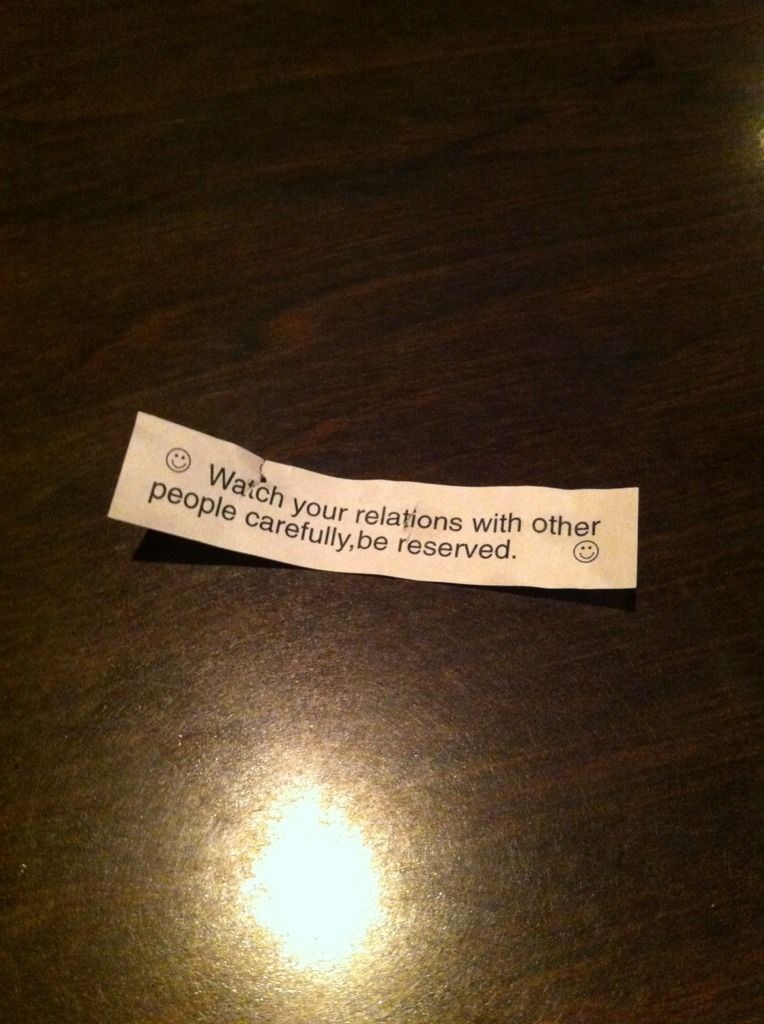 ☺ Watch your relations with other
people carefully,be reserved. ☺